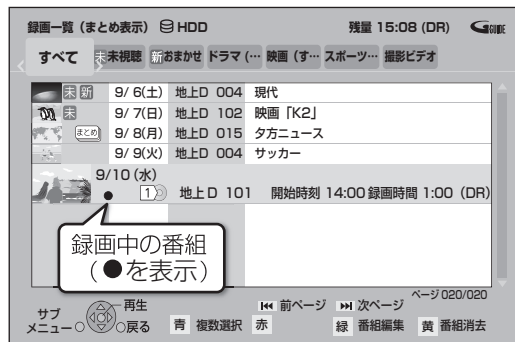 録画一覧 (まとめ表示) HDD 残量 15:08 (DR) GGUIDE
すべて 未 未視聴 新 おまかせ ドラマ (… 映画 (す… スポーツ… 撮影ビデオ
未 新 9/ 6(土) 地上D 004 現代
未 9/ 7(日) 地上D 102 映画「K2」
まとめ 9/ 8(月) 地上D 015 夕方ニュース
9/ 9(火) 地上D 004 サッカー
9/10 (水)
● 1 地上D 101 開始時刻 14:00 録画時間 1:00 (DR)
録画中の番組
(●を表示)
ページ 020/020
サブ
メニュー 再生
戻る
前ページ 次ページ
青 複数選択 赤 緑 番組編集 黄 番組消去